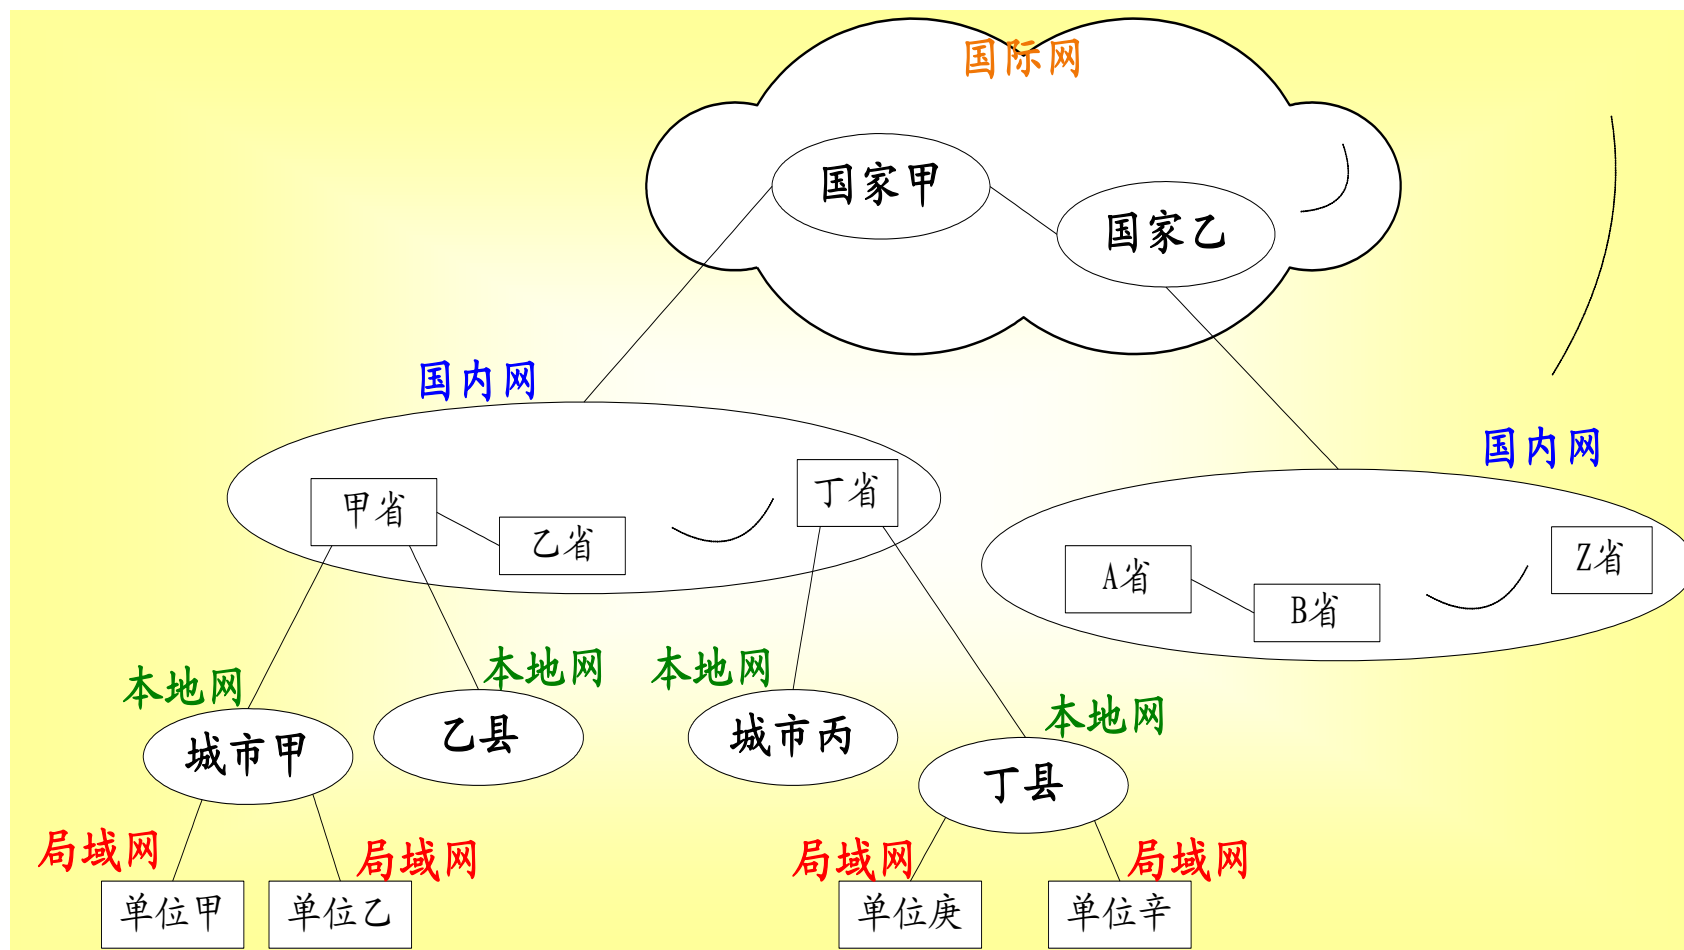 国际网
国家甲
国家乙
国内网
国内网
甲省
乙省
丁省
A省
B省
Z省
本地网
本地网
本地网
本地网
城市甲
乙县
城市丙
丁县
局域网
局域网
局域网
局域网
单位甲
单位乙
单位庚
单位辛